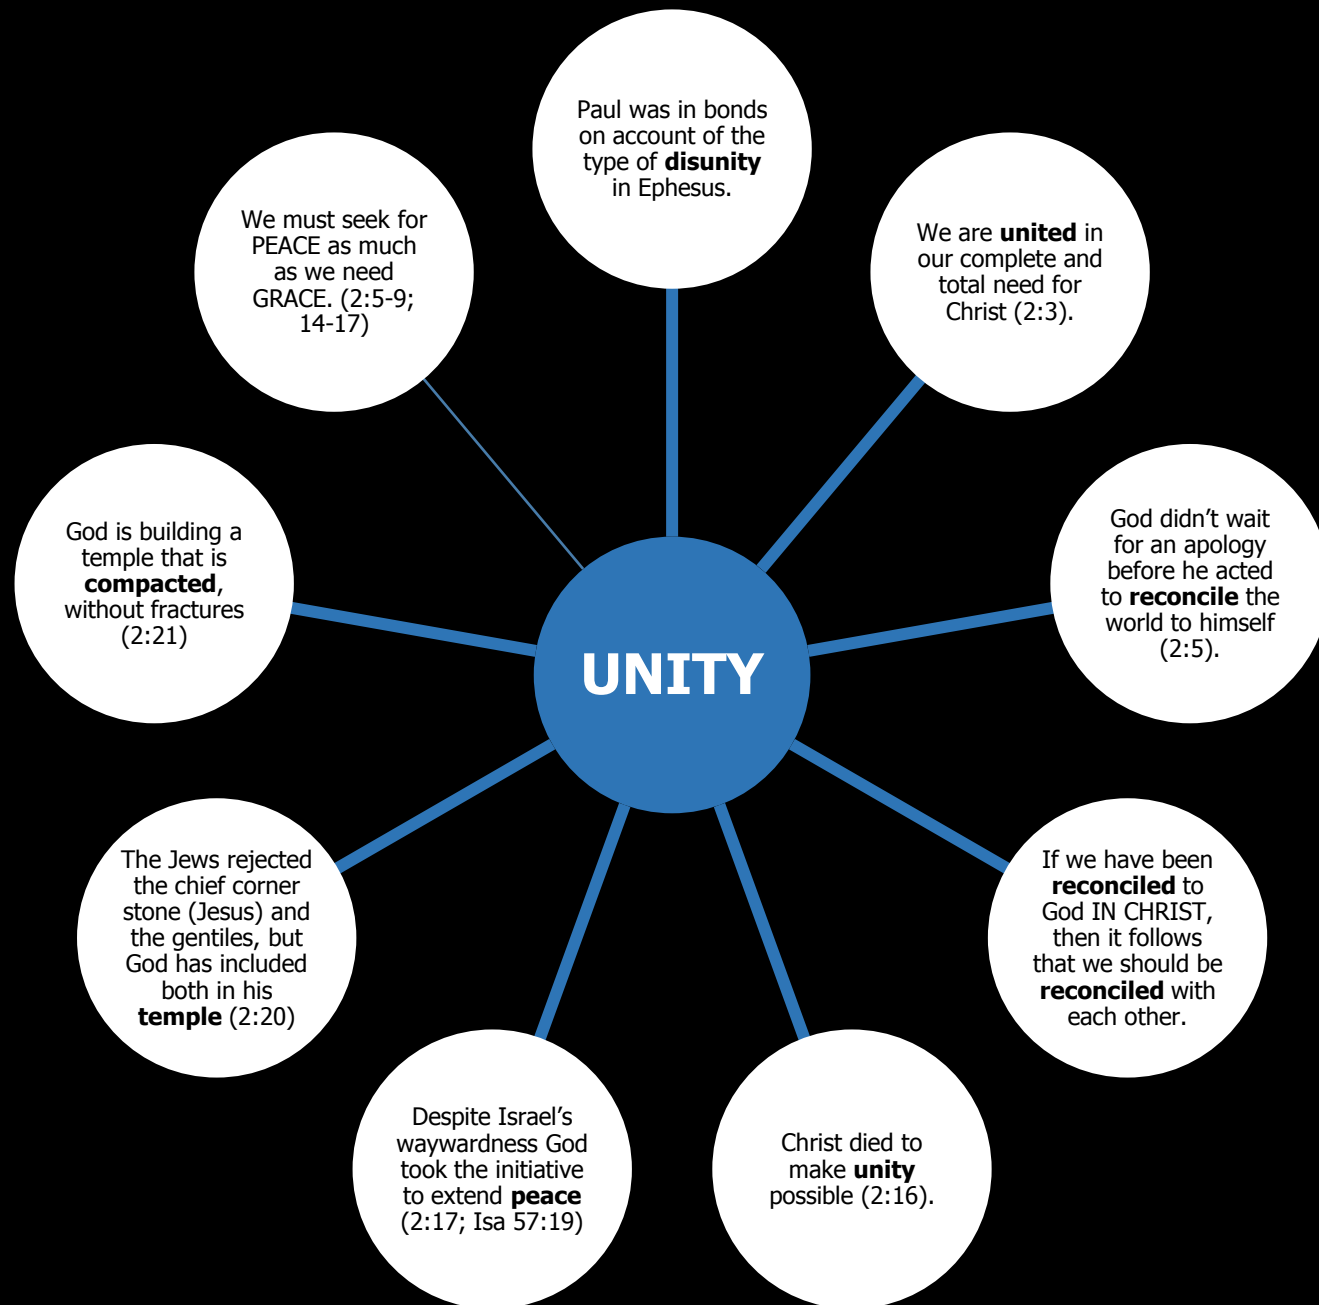 Paul was in bonds
on account of the
type of disunity
in Ephesus.
We are united in
our complete and
total need for
Christ (2:3).
God didn’t wait
for an apology
before he acted
to reconcile the
world to himself
(2:5).
If we have been
reconciled to
God IN CHRIST,
then it follows
that we should be
reconciled with
each other.
Christ died to
make unity
possible (2:16).
Despite Israel’s
waywardness God
took the initiative
to extend peace
(2:17; Isa 57:19)
The Jews rejected
the chief corner
stone (Jesus) and
the gentiles, but
God has included
both in his
temple (2:20)
God is building a
temple that is
compacted,
without fractures
(2:21)
We must seek for
PEACE as much
as we need
GRACE. (2:5-9;
14-17)
UNITY